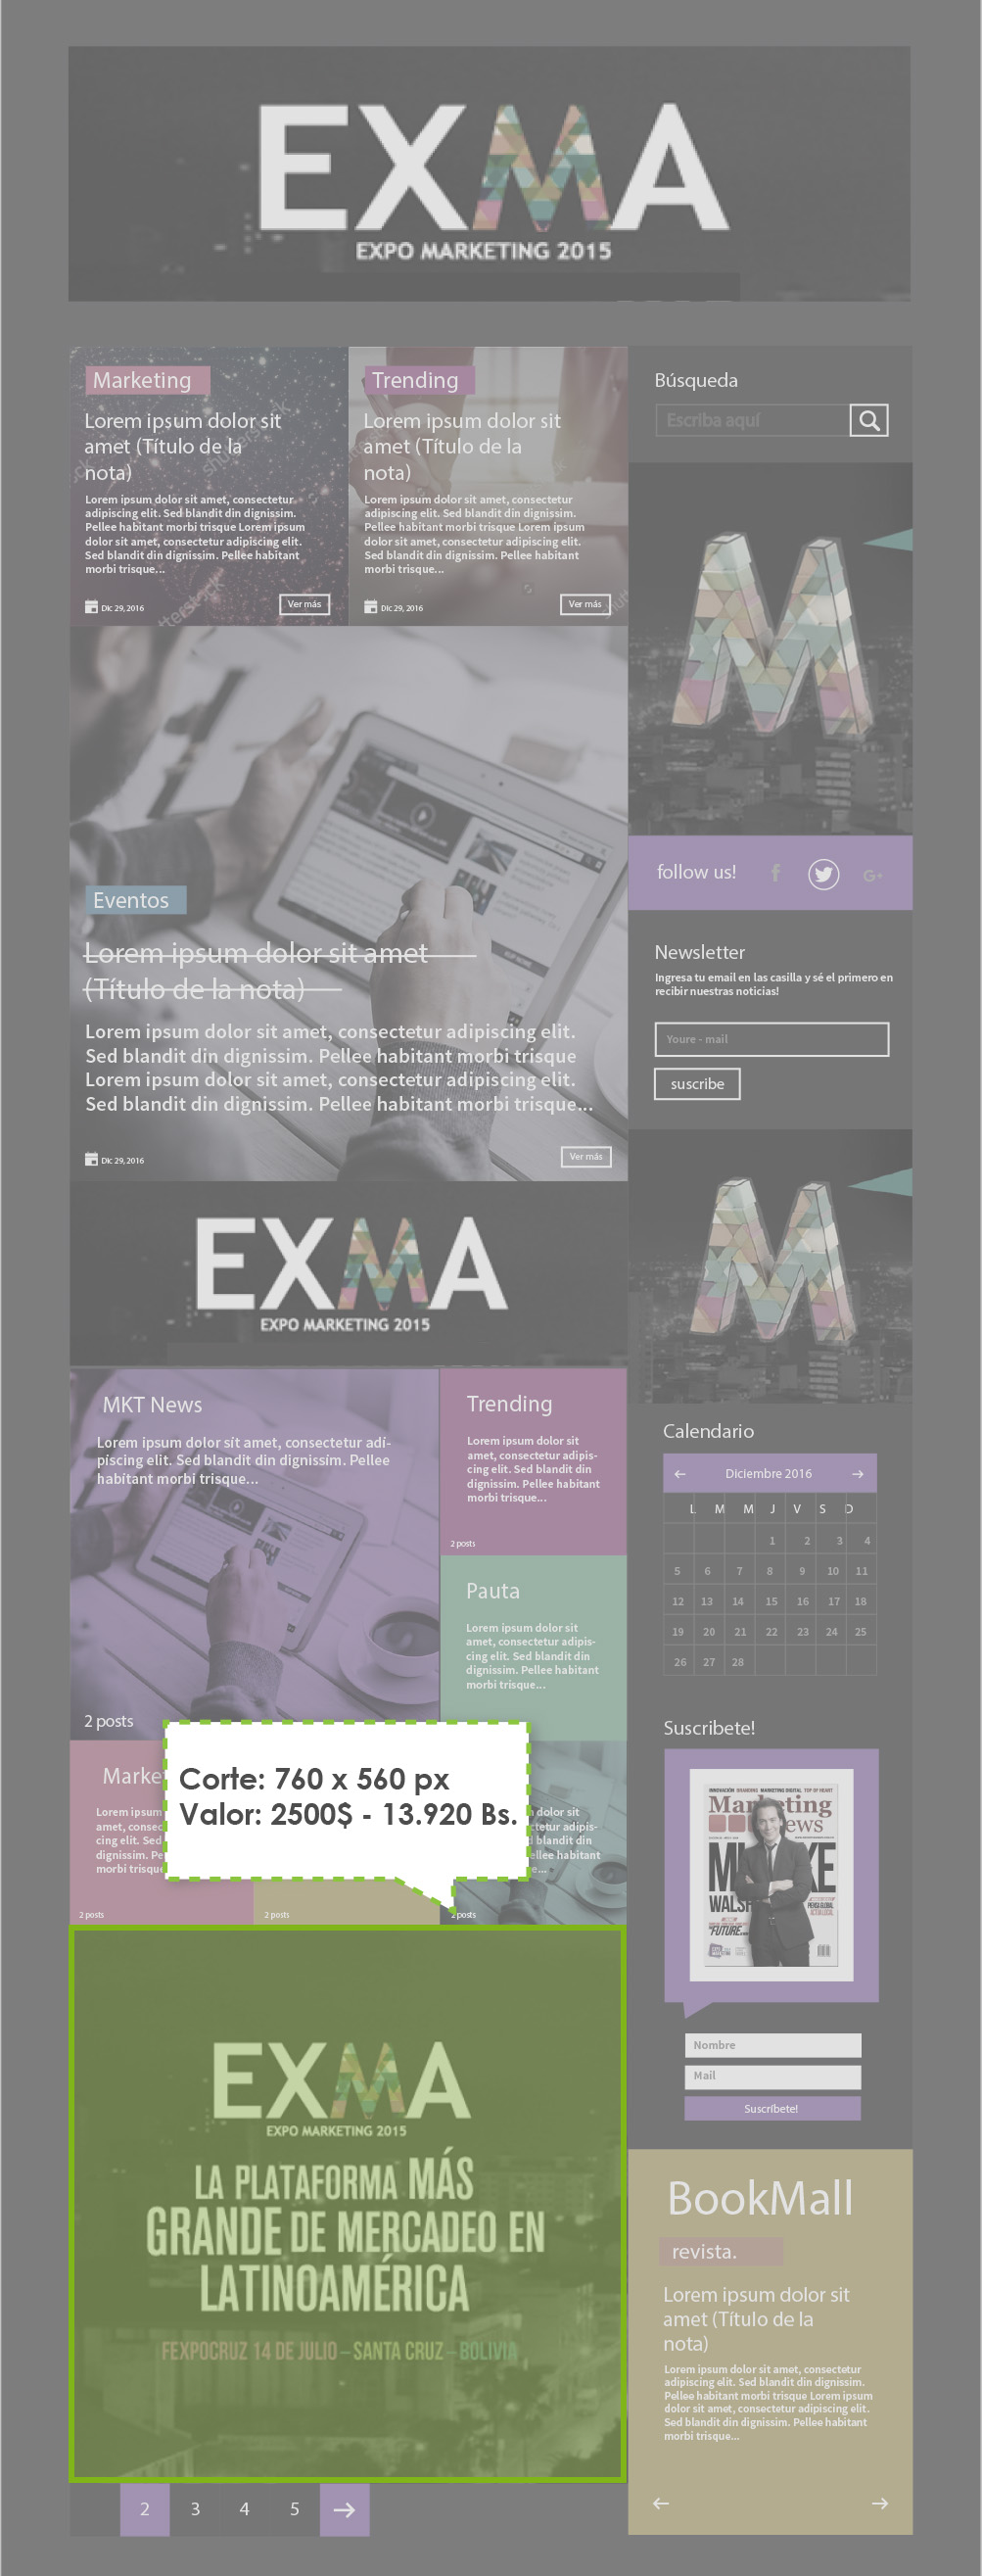 EXMA
EXPO MARKETING 2015
Marketing
Lorem ipsum dolor sit
amet (Título de la
nota)
Lorem ipsum dolor sit amet, consectetur
adipiscing elit. Sed blandit din dignissim.
Pellee habitant morbi trisque Lorem ipsum
dolor sit amet, consectetur adipiscing elit.
Sed blandit din dignissim. Pellee habitant
morbi trisque...
Dic 29, 2016
Ver más
Trending
Lorem ipsum dolor sit
amet (Título de la
nota)
Lorem ipsum dolor sit amet, consectetur
adipiscing elit. Sed blandit din dignissim.
Pellee habitant morbi trisque Lorem ipsum
dolor sit amet, consectetur adipiscing elit.
Sed blandit din dignissim. Pellee habitant
morbi trisque...
Dic 29, 2016
Ver más
Eventos
Lorem ipsum dolor sit amet
(Título de la nota)
Lorem ipsum dolor sit amet, consectetur adipiscing elit.
Sed blandit din dignissim. Pellee habitant morbi trisque
Lorem ipsum dolor sit amet, consectetur adipiscing elit.
Sed blandit din dignissim. Pellee habitant morbi trisque...
Dic 29, 2016
Ver más
EXMA
EXPO MARKETING 2015
MKT News
Lorem ipsum dolor sit amet, consectetur adi-
piscing elit. Sed blandit din dignissim. Pellee
habitant morbi trisque...
2 posts
Trending
Lorem ipsum dolor sit
amet, consectetur adipis-
cing elit. Sed blandit din
dignissim. Pellee habitant
morbi trisque...
2 posts
Pauta
Lorem ipsum dolor sit
amet, consectetur adipis-
cing elit. Sed blandit din
dignissim. Pellee habitant
morbi trisque...
Corte: 760 x 560 px
Valor: 2500$ - 13.920 Bs.
Marke
Lorem ipsum
amet, consec
cing elit. Sed
dignissim. Pe
morbi trisque
2 posts
2 posts
dolor sit
ctetur adipis-
blandit din
ellee habitant
e...
2 posts
EXMA
EXPO MARKETING 2015
LA PLATAFORMA MÁS
GRANDE DE MERCADEO EN
LATINOAMÉRICA
FEXPOCRUZ 14 DE JULIO – SANTA CRUZ – BOLIVIA
2 3 4 5
Búsqueda
Escriba aquí
M
follow us!
Newsletter
Ingresa tu email en las casilla y sé el primero en
recibir nuestras noticias!
Youre - mail
suscribe
M
Calendario
Diciembre 2016
L M M J V S D
1 2 3 4
5 6 7 8 9 10 11
12 13 14 15 16 17 18
19 20 21 22 23 24 25
26 27 28
Suscribete!
INNOVACIÓN BRANDING MARKETING DIGITAL TOP OF HEART
Marketing
News
WALSH
"FUTURE..."
Nombre
Mail
Suscribete!
BookMall
revista.
Lorem ipsum dolor sit
amet (Título de la
nota)
Lorem ipsum dolor sit amet, consectetur
adipiscing elit. Sed blandit din dignissim.
Pellee habitant morbi trisque Lorem ipsum
dolor sit amet, consectetur adipiscing elit.
Sed blandit din dignissim. Pellee habitant
morbi trisque...